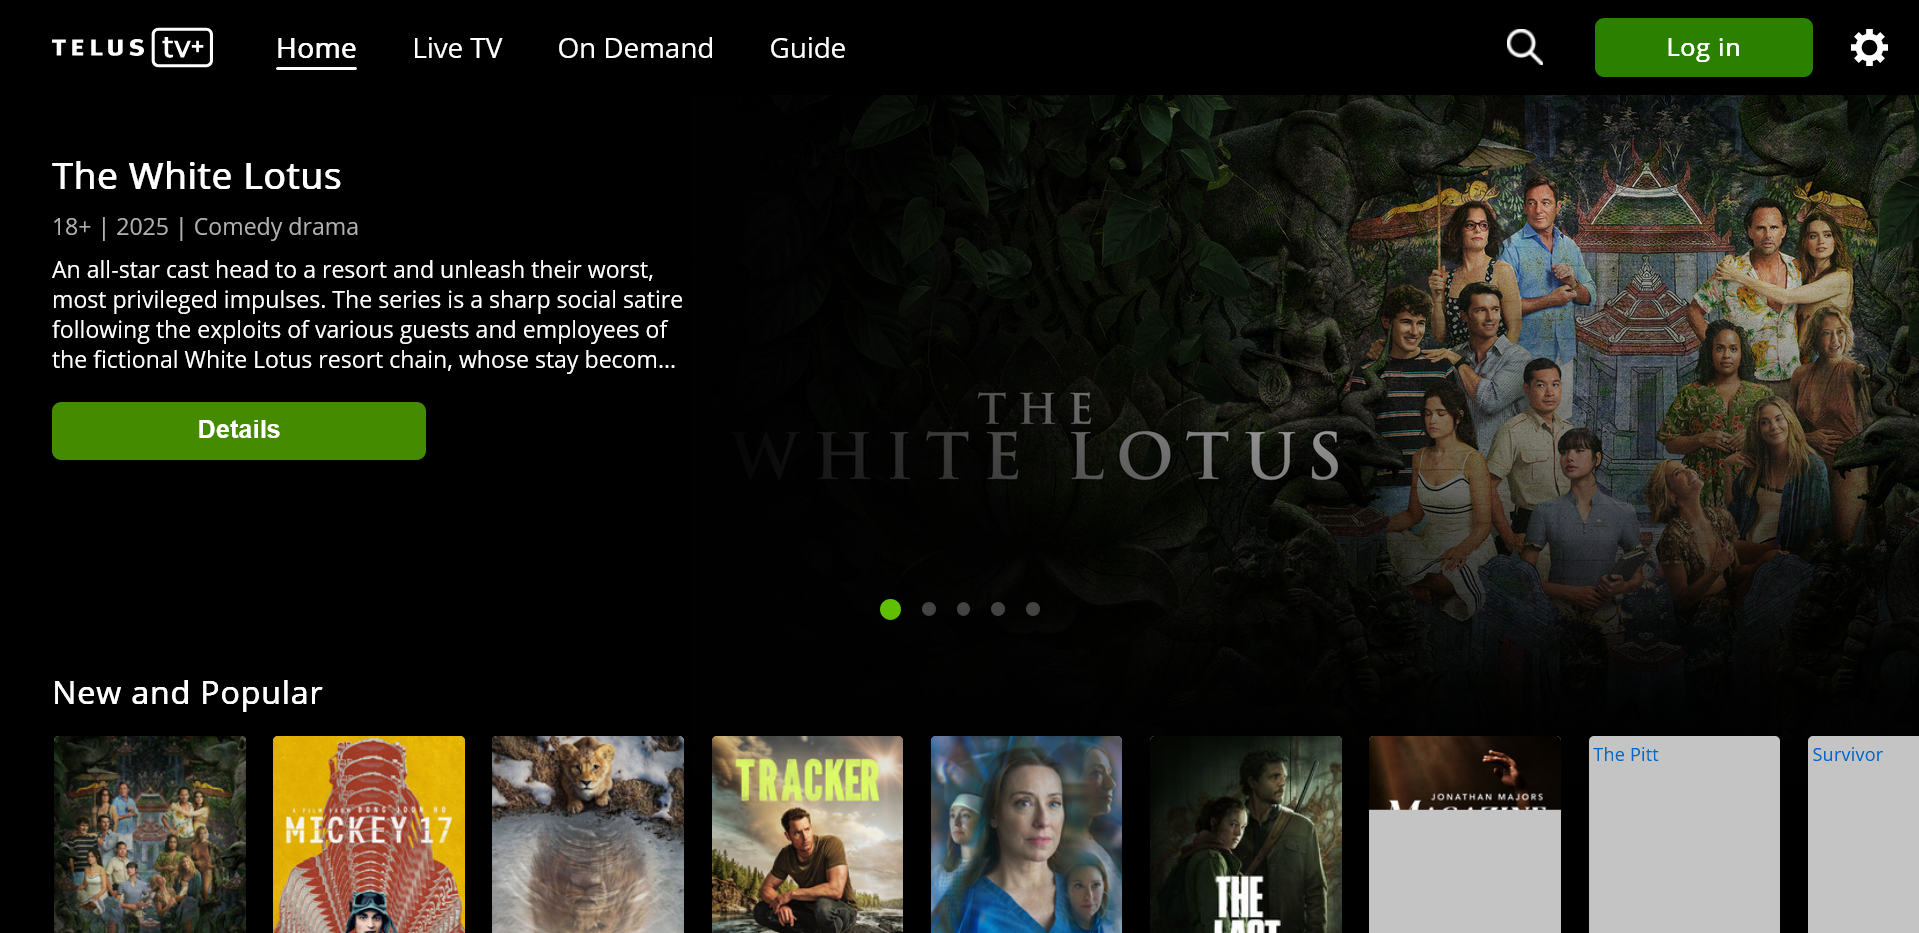 TELUS tv+
Home
Live TV
On Demand
Guide
Log in
The White Lotus
18+ | 2025 | Comedy drama
An all-star cast head to a resort and unleash their worst,
most privileged impulses. The series is a sharp social satire
following the exploits of various guests and employees of
the fictional White Lotus resort chain, whose stay becom...
Details
THE
WHITE LOTUS
New and Popular
A FILM FROM BONG JOON HO
MICKEY 17
TRACKER
THE
LAST
JONATHAN MAJORS
MAGAZINE
The Pitt
Survivor